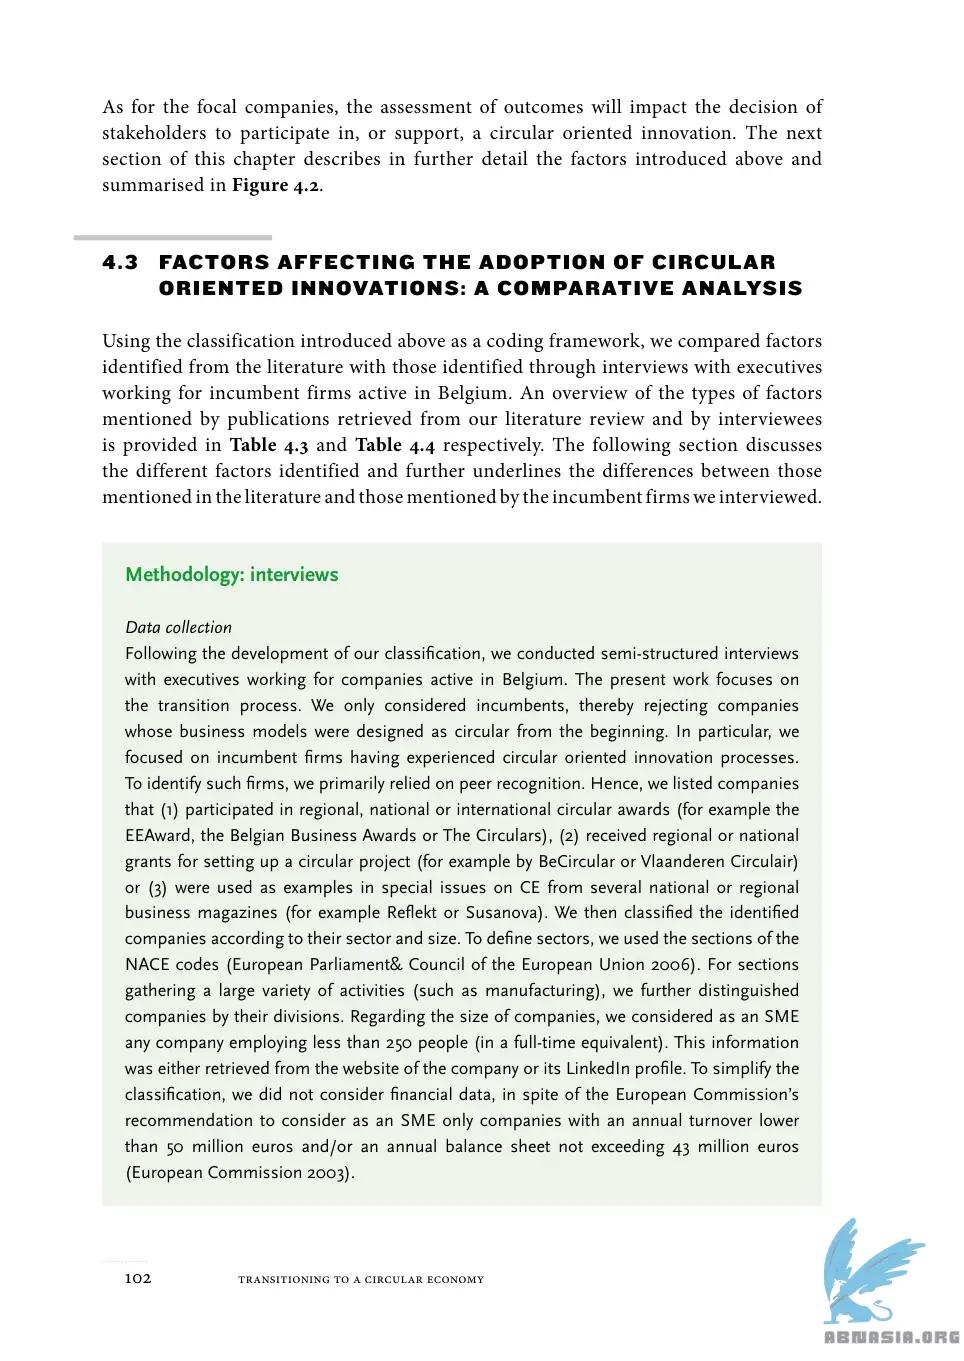 As for the focal companies, the assessment of outcomes will impact the decision of
stakeholders to participate in, or support, a circular oriented innovation. The next
section of this chapter describes in further detail the factors introduced above and
summarised in Figure 4.2.
4.3 FACTORS AFFECTING THE ADOPTION OF CIRCULAR
ORIENTED INNOVATIONS: A COMPARATIVE ANALYSIS
Using the classification introduced above as a coding framework, we compared factors
identified from the literature with those identified through interviews with executives
working for incumbent firms active in Belgium. An overview of the types of factors
mentioned by publications retrieved from our literature review and by interviewees
is provided in Table 4.3 and Table 4.4 respectively. The following section discusses
the different factors identified and further underlines the differences between those
mentioned in the literature and those mentioned by the incumbent firms we interviewed.
Methodology: interviews
Data collection
Following the development of our classification, we conducted semi-structured interviews
with executives working for companies active in Belgium. The present work focuses on
the transition process. We only considered incumbents, thereby rejecting companies
whose business models were designed as circular from the beginning. In particular, we
focused on incumbent firms having experienced circular oriented innovation processes.
To identify such firms, we primarily relied on peer recognition. Hence, we listed companies
that (1) participated in regional, national or international circular awards (for example the
EEAward, the Belgian Business Awards or The Circulars), (2) received regional or national
grants for setting up a circular project (for example by BeCircular or Vlaanderen Circulair)
or (3) were used as examples in special issues on CE from several national or regional
business magazines (for example Reflekt or Susanova). We then classified the identified
companies according to their sector and size. To define sectors, we used the sections of the
NACE codes (European Parliament& Council of the European Union 2006). For sections
gathering a large variety of activities (such as manufacturing), we further distinguished
companies by their divisions. Regarding the size of companies, we considered as an SME
any company employing less than 250 people (in a full-time equivalent). This information
was either retrieved from the website of the company or its LinkedIn profile. To simplify the
classification, we did not consider financial data, in spite of the European Commission's
recommendation to consider as an SME only companies with an annual turnover lower
than 50 million euros and/or an annual balance sheet not exceeding 43 million euros
(European Commission 2003).
102 TRANSITIONING TO A CIRCULAR ECONOMY
ABNASIA.ORG